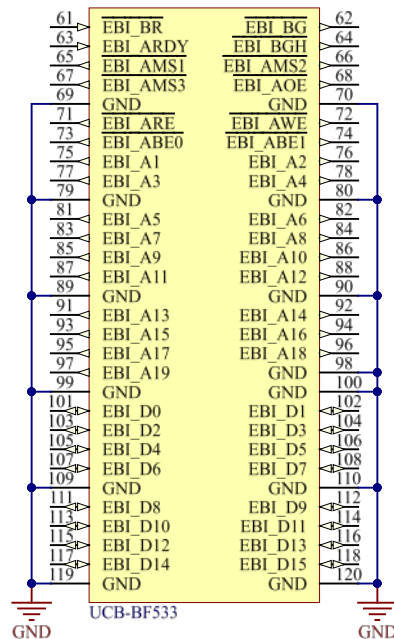 61 EBI_BR EBI_BG 62
63 EBI_ARDY EBI_BGH 64
65 EBI_AMS1 EBI_AMS2 66
67 EBI_AMS3 EBI_AOE 68
69 GND GND 70
71 EBI_ARE EBI_AWE 72
73 EBI_ABE0 EBI_ABE1 74
75 EBI_A1 EBI_A2 76
77 EBI_A3 EBI_A4 78
79 GND GND 80
81 EBI_A5 EBI_A6 82
83 EBI_A7 EBI_A8 84
85 EBI_A9 EBI_A10 86
87 EBI_A11 EBI_A12 88
89 GND GND 90
91 EBI_A13 EBI_A14 92
93 EBI_A15 EBI_A16 94
95 EBI_A17 EBI_A18 96
97 EBI_A19 GND 98
99 GND GND 100
101 EBI_D0 EBI_D1 102
103 EBI_D2 EBI_D3 104
105 EBI_D4 EBI_D5 106
107 EBI_D6 EBI_D7 108
109 GND GND 110
111 EBI_D8 EBI_D9 112
113 EBI_D10 EBI_D11 114
115 EBI_D12 EBI_D13 116
117 EBI_D14 EBI_D15 118
119 GND GND 120
UCB-BF533
GND GND